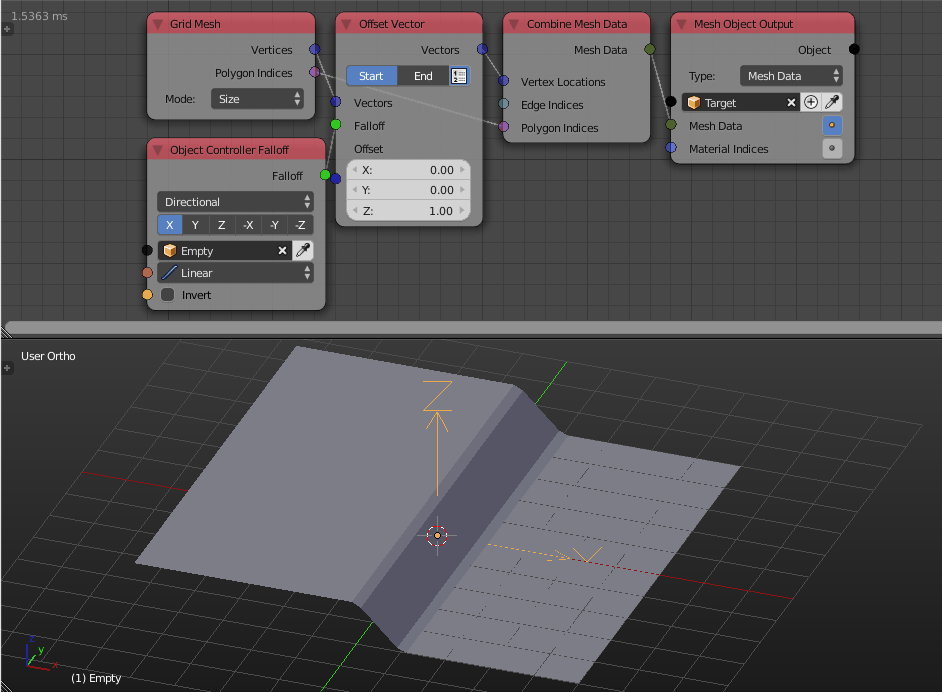 1.5363 ms
Grid Mesh
Vertices
Polygon Indices
Mode: Size
Object Controller Falloff
Falloff
Directional
X Y Z -X -Y -Z
Empty
Linear
Invert
Offset Vector
Vectors
Start End
Vectors
Falloff
Offset
X: 0.00
Y: 0.00
Z: 1.00
Combine Mesh Data
Mesh Data
Vertex Locations
Edge Indices
Polygon Indices
Mesh Object Output
Object
Type: Mesh Data
Target
Mesh Data
Material Indices
User Ortho
Z
z
y
x
(1) Empty